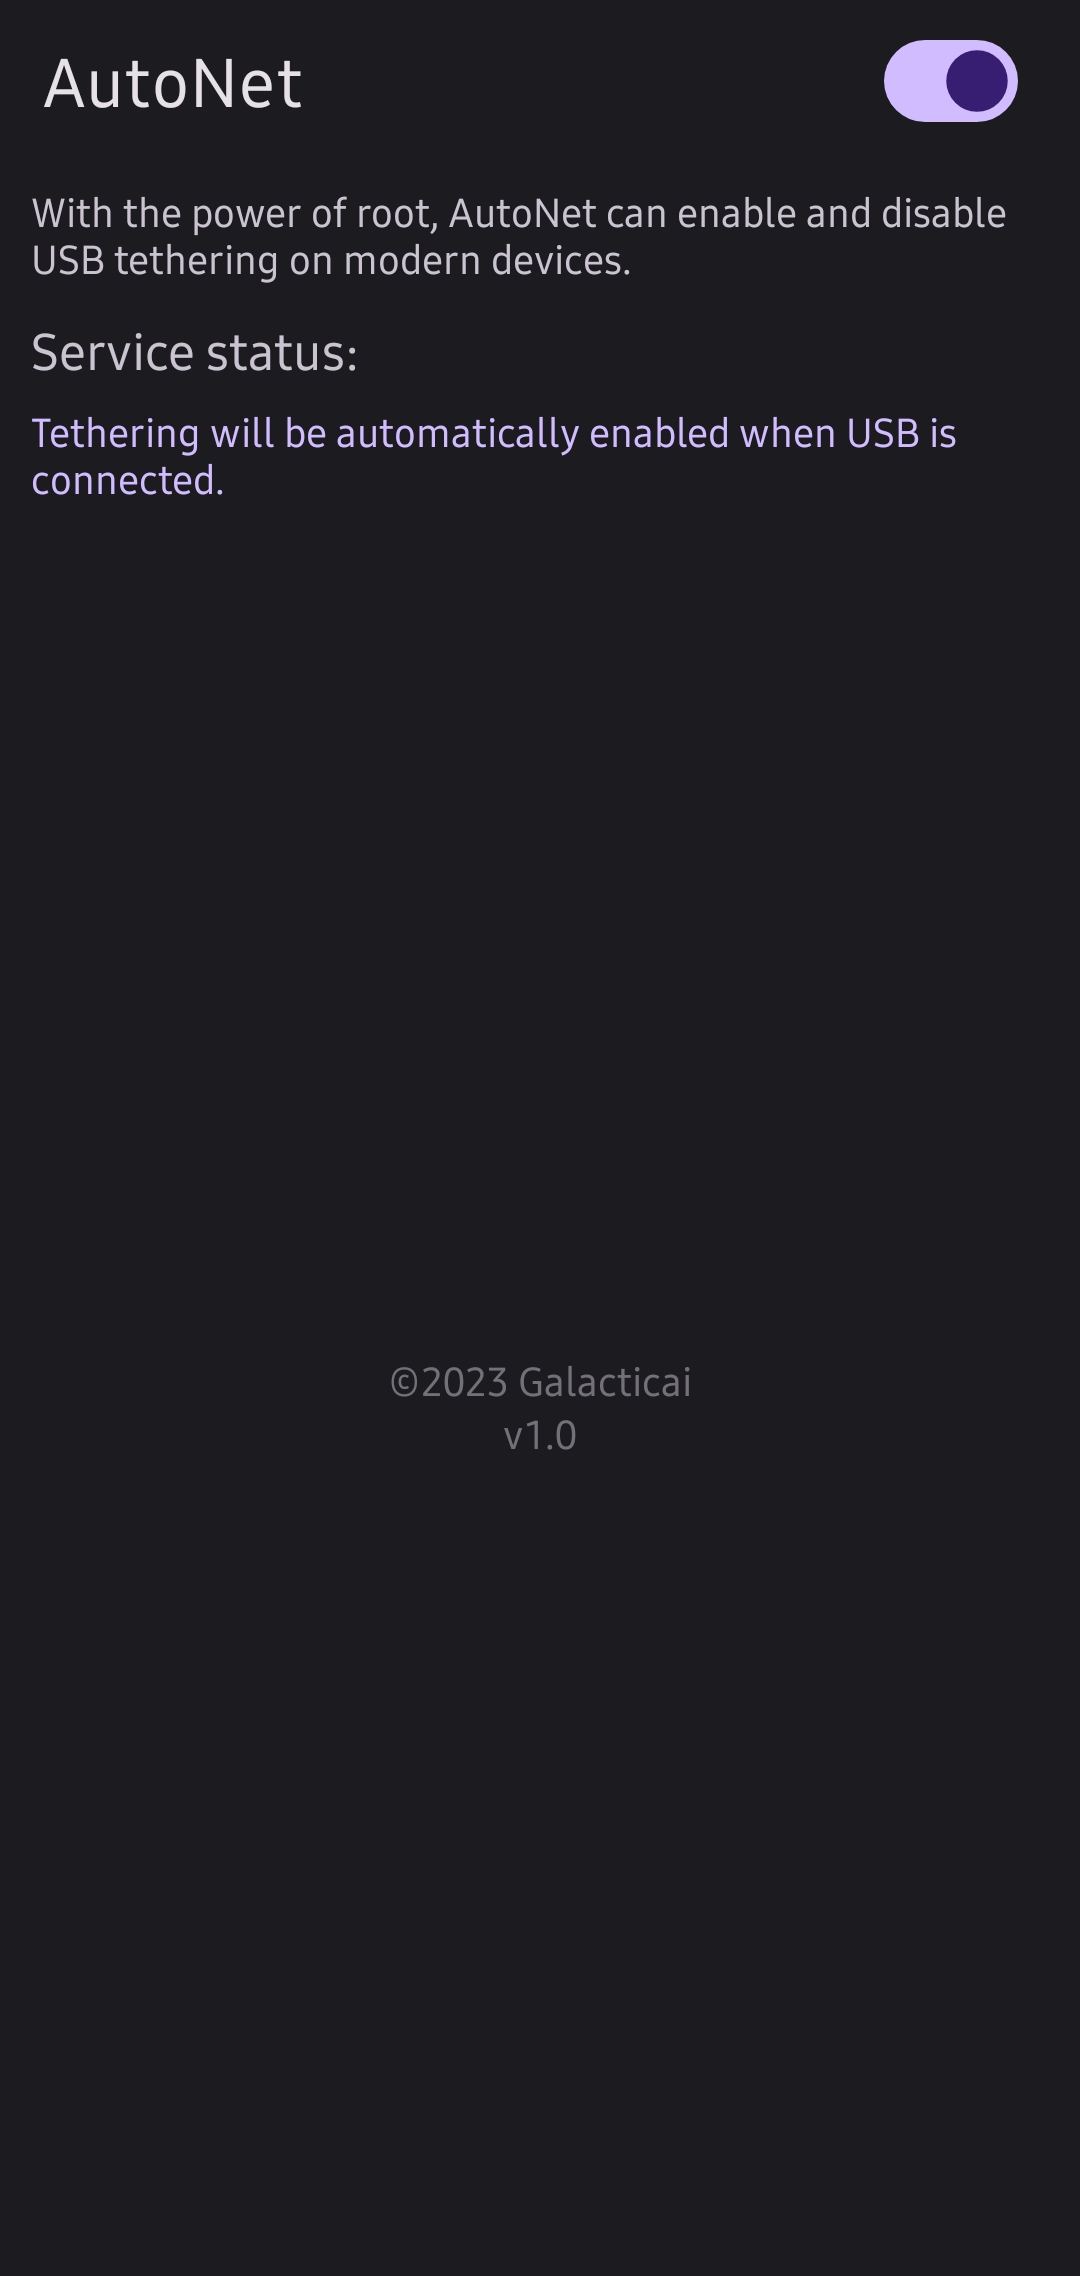 AutoNet
With the power of root, AutoNet can enable and disable
USB tethering on modern devices.
Service status:
Tethering will be automatically enabled when USB is
connected.
©2023 Galacticai
v1.0